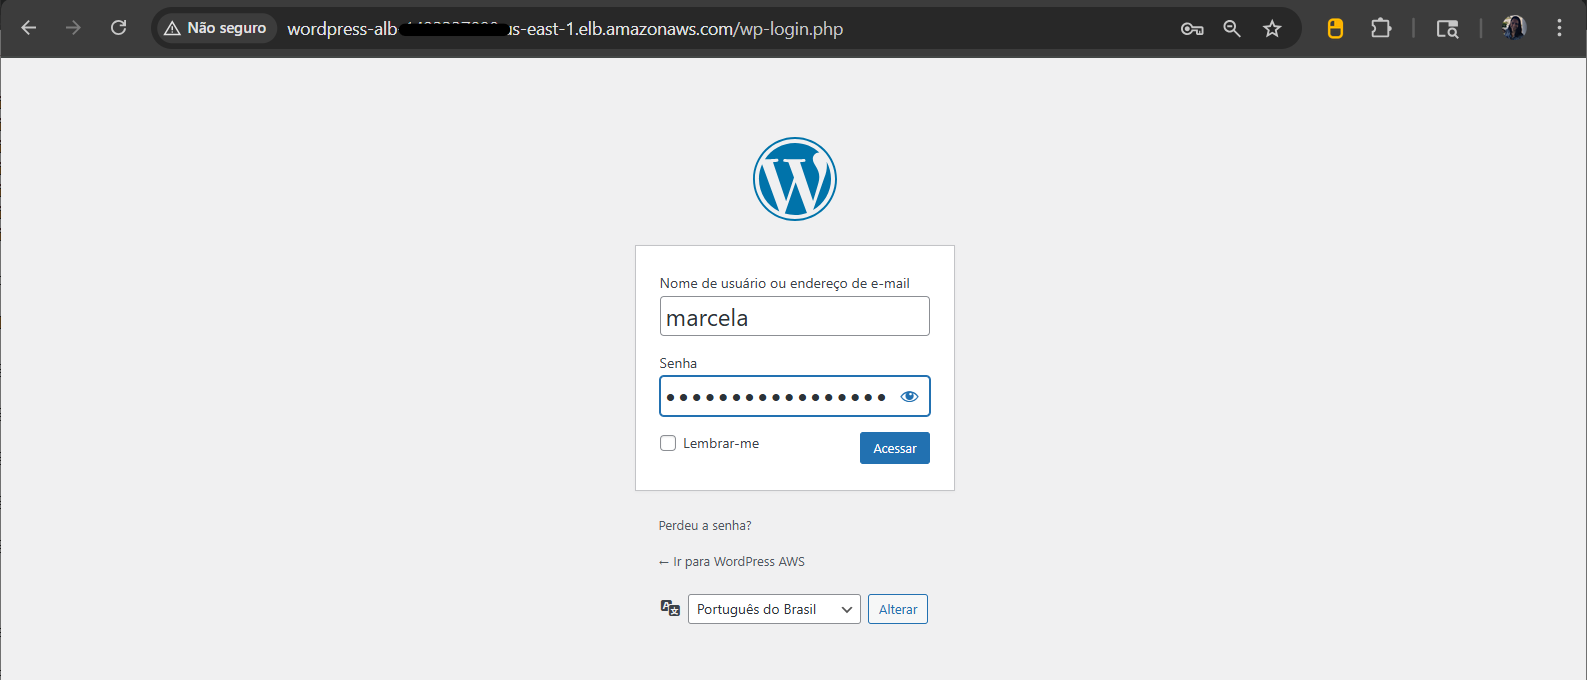 Não seguro
wordpress-alb us-east-1.elb.amazonaws.com/wp-login.php
Nome de usuário ou endereço de e-mail
marcela
Senha
Lembrar-me
Acessar
Perdeu a senha?
← Ir para WordPress AWS
Português do Brasil
Alterar